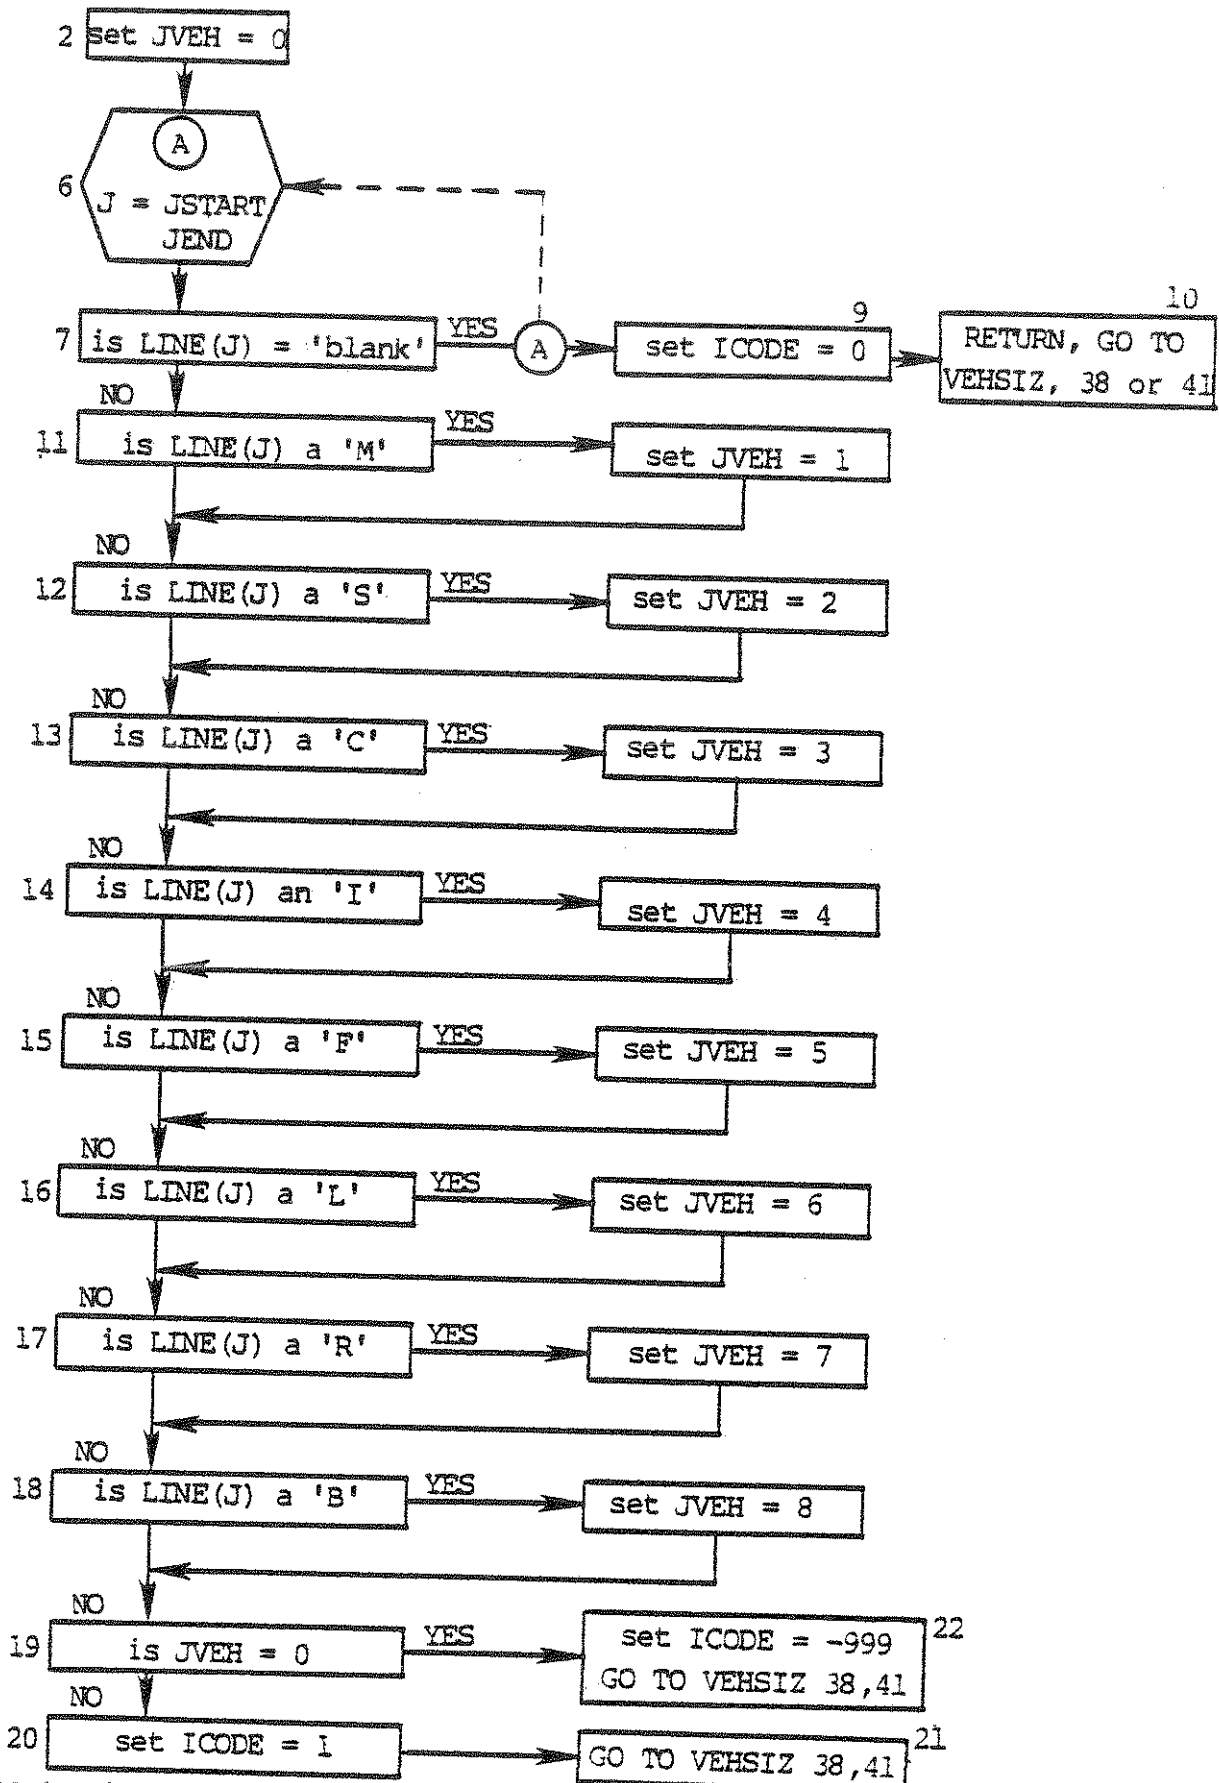 2 set JVEH = 0
A
6 J = JSTART
JEND
7 is LINE(J) = 'blank' YES A 9 set ICODE = 0 10 RETURN, GO TO
VEHSIZ, 38 or 41
NO
11 is LINE(J) a 'M' YES set JVEH = 1
NO
12 is LINE(J) a 'S' YES set JVEH = 2
NO
13 is LINE(J) a 'C' YES set JVEH = 3
NO
14 is LINE(J) an 'I' YES set JVEH = 4
NO
15 is LINE(J) a 'F' YES set JVEH = 5
NO
16 is LINE(J) a 'L' YES set JVEH = 6
NO
17 is LINE(J) a 'R' YES set JVEH = 7
NO
18 is LINE(J) a 'B' YES set JVEH = 8
NO
19 is JVEH = 0 YES set ICODE = -999 22
GO TO VEHSIZ 38,41
NO
20 set ICODE = 1 GO TO VEHSIZ 38,41 21